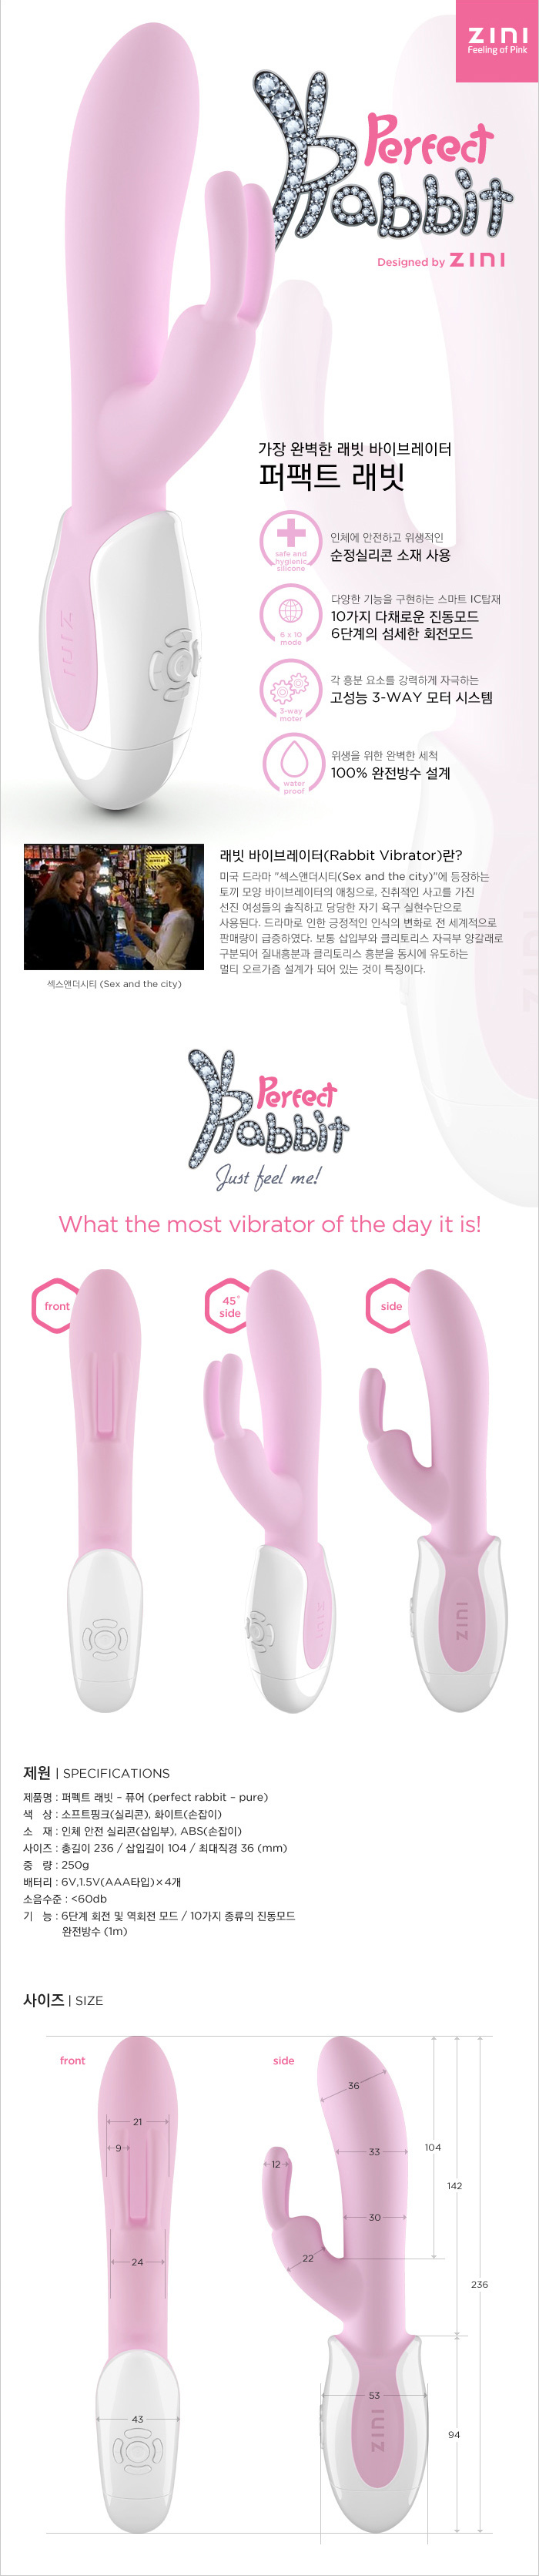 ZINI
Feeling of Pink
Perfect
Rabbit
Designed by ZINI
가장 완벽한 래빗 바이브레이터
퍼팩트 래빗
safe and
hygienic
silicone
인체에 안전하고 위생적인
순정실리콘 소재 사용
6 x 10
mode
다양한 기능을 구현하는 스마트 IC탑재
10가지 다채로운 진동모드
6단계의 섬세한 회전모드
3-way
moter
각 흥분 요소를 강력하게 자극하는
고성능 3-WAY 모터 시스템
water
proof
위생을 위한 완벽한 세척
100% 완전방수 설계
ZINI
래빗 바이브레이터(Rabbit Vibrator)란?
미국 드라마 "섹스앤더시티(Sex and the city)"에 등장하는
토끼 모양 바이브레이터의 애칭으로, 진취적인 사고를 가진
선진 여성들의 솔직하고 당당한 자기 욕구 실현수단으로
사용된다. 드라마로 인한 긍정적인 인식의 변화로 전 세계적으로
판매량이 급증하였다. 보통 삽입부와 클리토리스 자극부 양갈래로
구분되어 질내흥분과 클리토리스 흥분을 동시에 유도하는
멀티 오르가즘 설계가 되어 있는 것이 특징이다.
섹스앤더시티 (Sex and the city)
Perfect
Rabbit
Just feel me!
What the most vibrator of the day it is!
front
45°
side
side
ZINI
ZINI
제원 | SPECIFICATIONS
제품명 : 퍼펙트 래빗 – 퓨어 (perfect rabbit – pure)
색 상 : 소프트핑크(실리콘), 화이트(손잡이)
소 재 : 인체 안전 실리콘(삽입부), ABS(손잡이)
사이즈 : 총길이 236 / 삽입길이 104 / 최대직경 36 (mm)
중 량 : 250g
배터리 : 6V,1.5V(AAA타입)×4개
소음수준 : <60db
기 능 : 6단계 회전 및 역회전 모드 / 10가지 종류의 진동모드
완전방수 (1m)
사이즈 | SIZE
front
side
36
21
9
33
104
12
142
30
22
24
236
53
43
94
ZINI